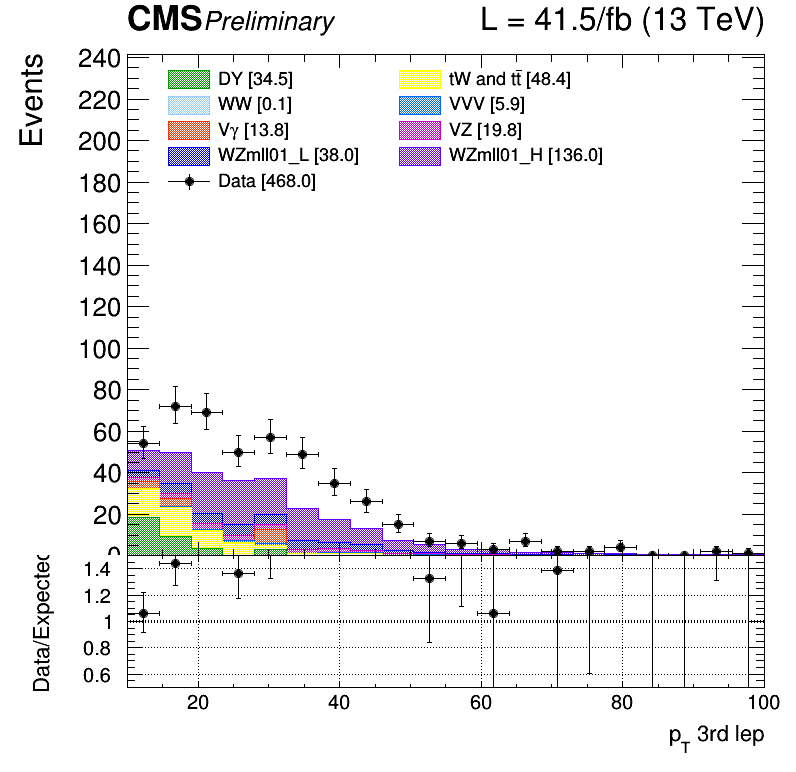 CMS Preliminary L = 41.5/fb (13 TeV)
Events
240
220
200
180
160
140
120
100
80
60
40
20
0
DY [34.5]
tW and tt̄ [48.4]
WW [0.1]
VVV [5.9]
Vγ [13.8]
VZ [19.8]
WZmll01_L [38.0]
WZmll01_H [136.0]
Data [468.0]
Data/Expected
1.4
1.2
1
0.8
0.6
20 40 60 80 100
p_T 3rd lep